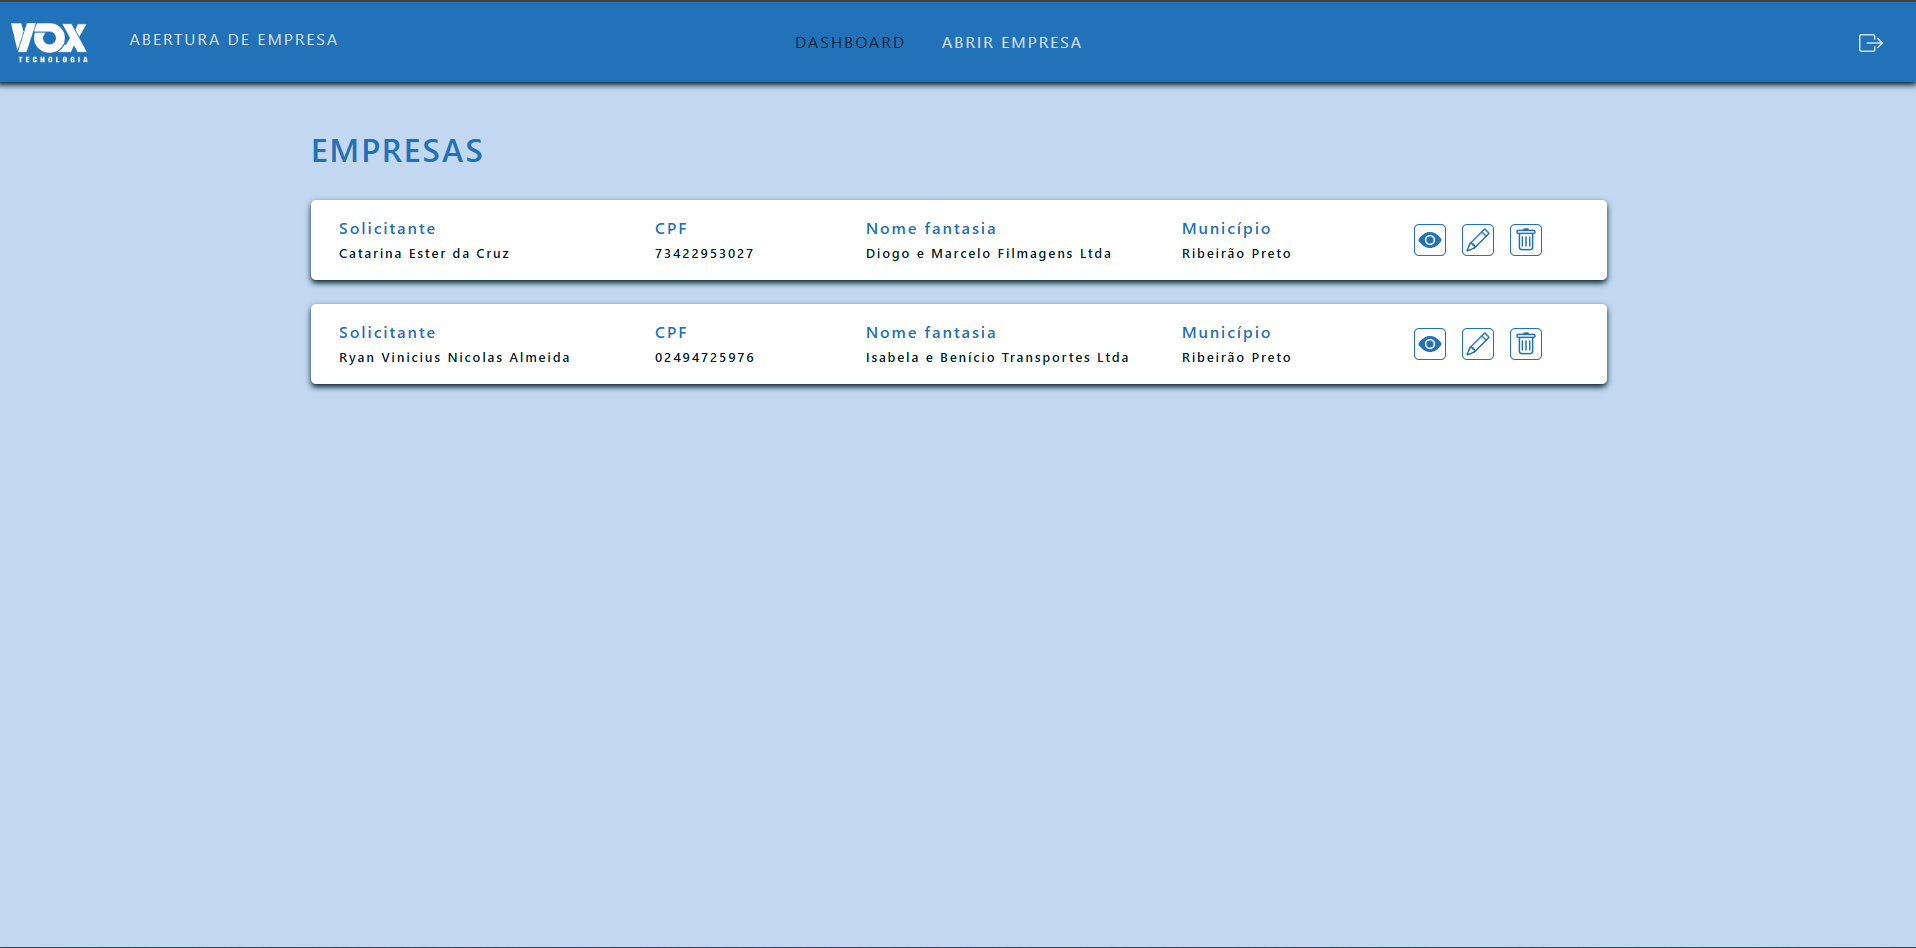 VOX
TECNOLOGIA
ABERTURA DE EMPRESA
DASHBOARD
ABRIR EMPRESA
EMPRESAS
Solicitante CPF Nome fantasia Município
Catarina Ester da Cruz 73422953027 Diogo e Marcelo Filmagens Ltda Ribeirão Preto
Solicitante CPF Nome fantasia Município
Ryan Vinicius Nicolas Almeida 02494725976 Isabela e Benício Transportes Ltda Ribeirão Preto